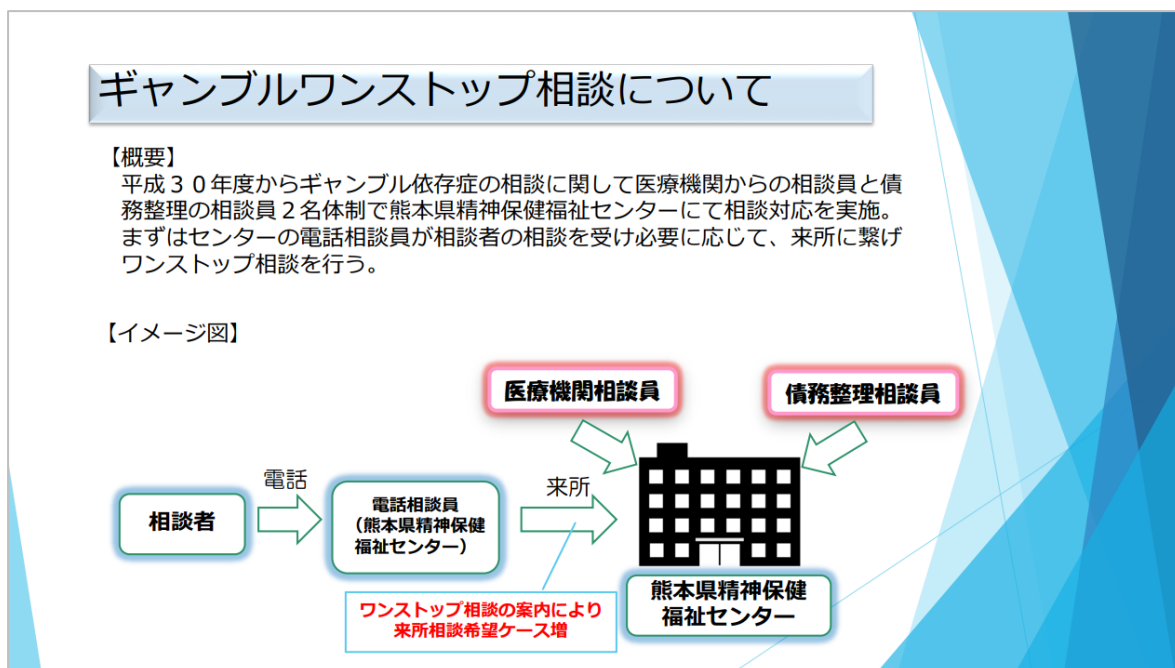 ギャンブルワンストップ相談について
【概要】
平成３０年度からギャンブル依存症の相談に関して医療機関からの相談員と債
務整理の相談員２名体制で熊本県精神保健福祉センターにて相談対応を実施。
まずはセンターの電話相談員が相談者の相談を受け必要に応じて、来所に繋げ
ワンストップ相談を行う。
【イメージ図】
医療機関相談員
債務整理相談員
相談者
電話
電話相談員
（熊本県精神保健
福祉センター）
来所
熊本県精神保健
福祉センター
ワンストップ相談の案内により
来所相談希望ケース増